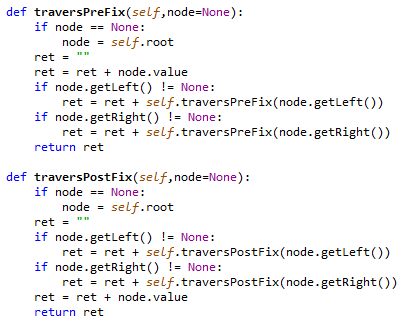 def traversPreFix(self,node=None):
    if node == None:
        node = self.root
    ret = ""
    ret = ret + node.value
    if node.getLeft() != None:
        ret = ret + self.traversPreFix(node.getLeft())
    if node.getRight() != None:
        ret = ret + self.traversPreFix(node.getRight())
    return ret

def traversPostFix(self,node=None):
    if node == None:
        node = self.root
    ret = ""
    if node.getLeft() != None:
        ret = ret + self.traversPostFix(node.getLeft())
    if node.getRight() != None:
        ret = ret + self.traversPostFix(node.getRight())
    ret = ret + node.value
    return ret